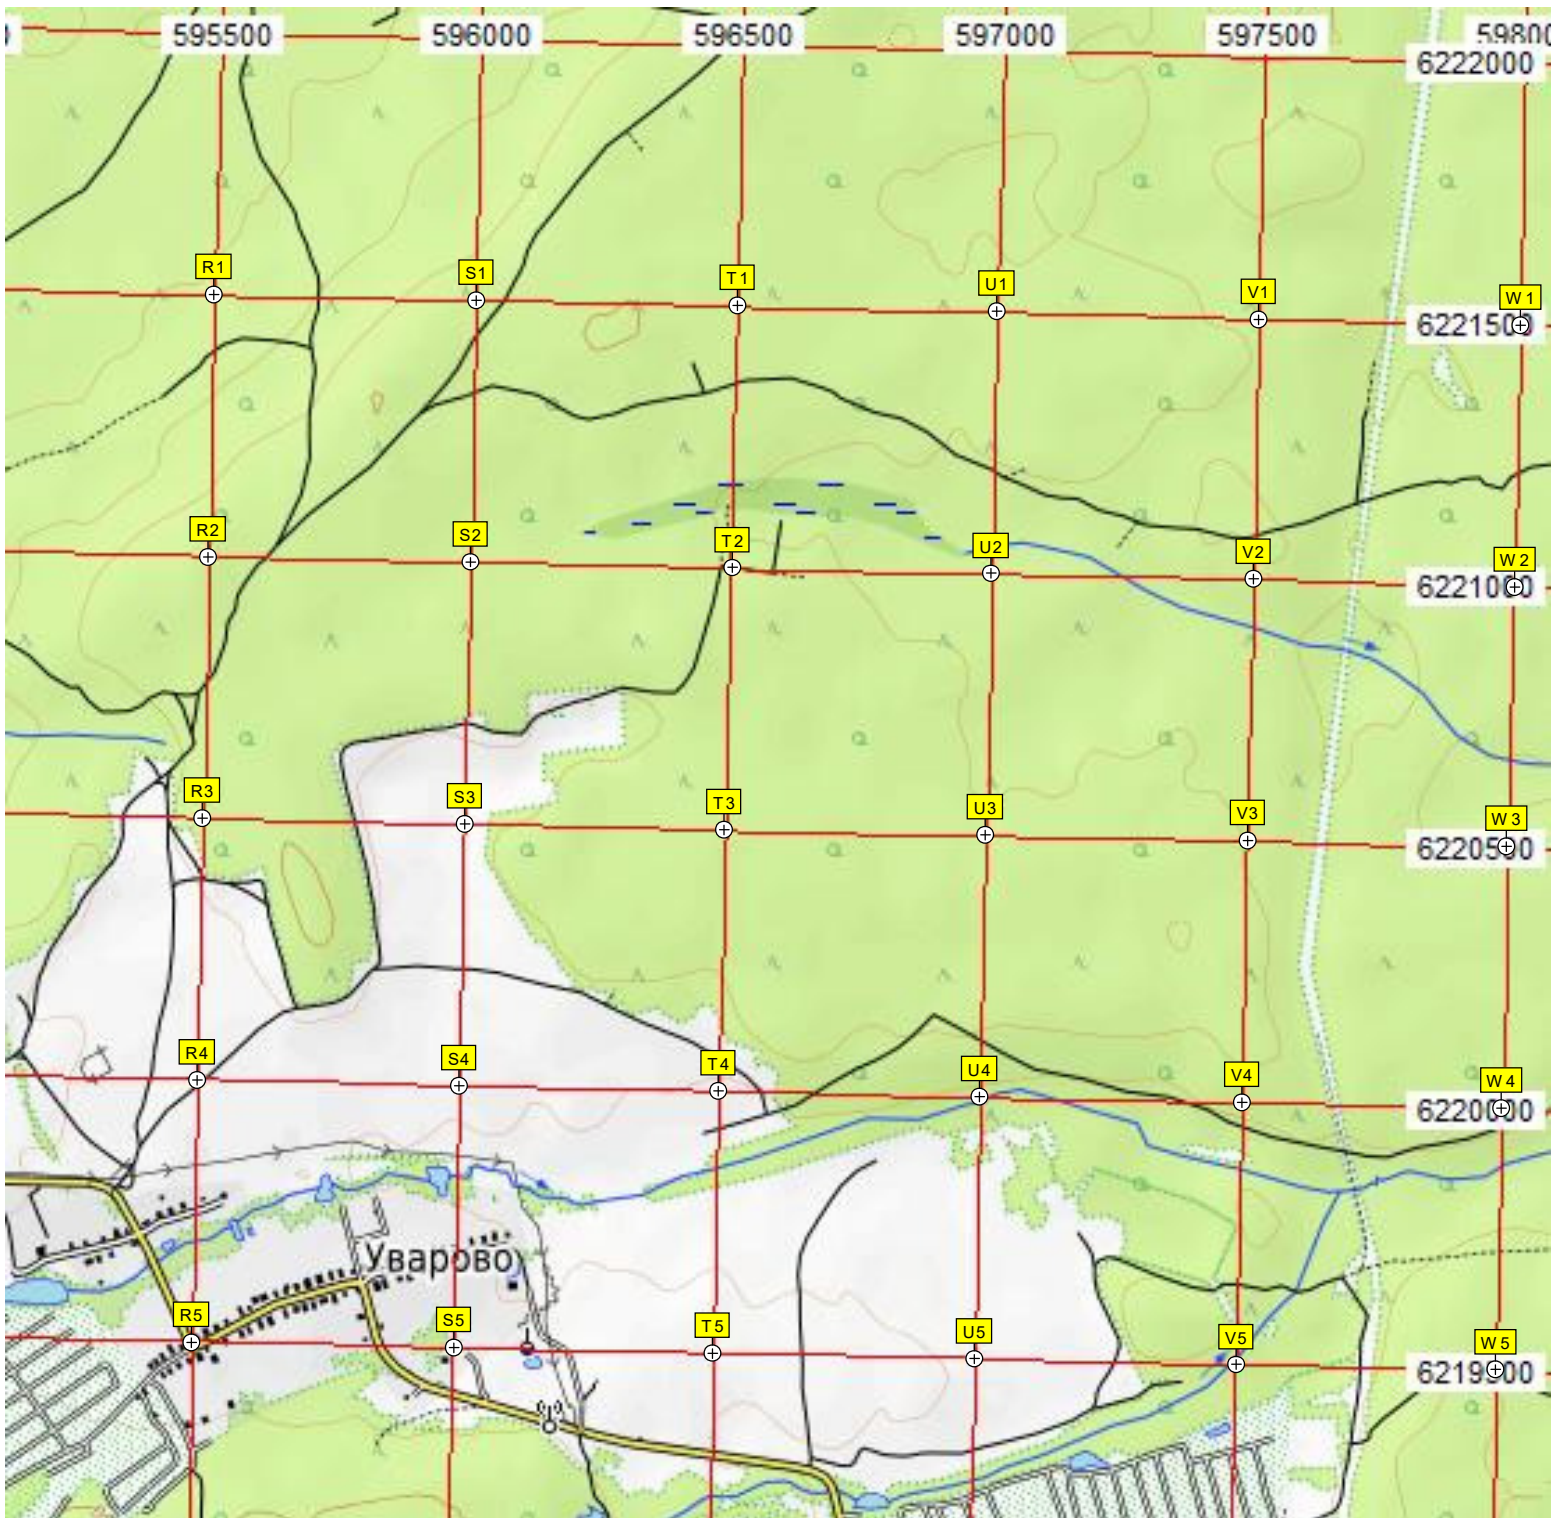 595500 596000 596500 597000 597500 59800
6222000
R1 S1 T1 U1 V1 W1
6221500
R2 S2 T2 U2 V2 W2
6221000
R3 S3 T3 U3 V3 W3
6220500
R4 S4 T4 U4 V4 W4
6220000
Уварово
R5 S5 T5 U5 V5 W5
6219500